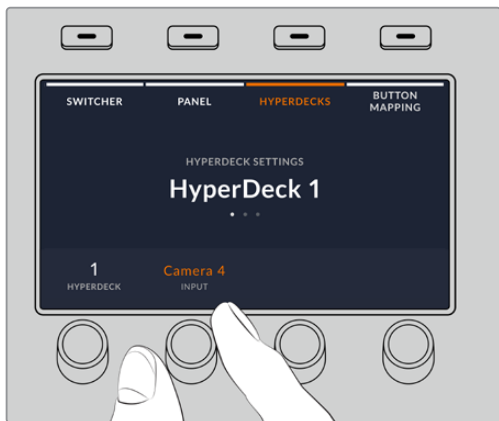 SWITCHER PANEL HYPERDECKS BUTTON MAPPING
HYPERDECK SETTINGS
HyperDeck 1
1 Camera 4
HYPERDECK INPUT